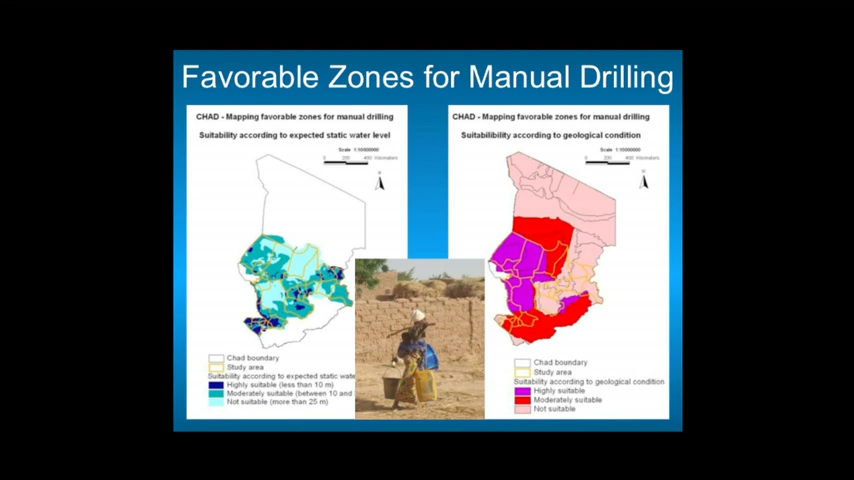 Favorable Zones for Manual Drilling
CHAD - Mapping favorable zones for manual drilling
Suitability according to expected static water level
Scale 1:10000000
0 200 400 Kilometers
N
Chad boundary
Study area
Suitability according to expected static wate
Highly suitable (less than 10 m)
Moderately suitable (between 10 and
Not suitable (more than 25 m)
CHAD - Mapping favorable zones for manual drilling
Suitabilibility according to geological condition
Scale 1:10000000
0 200 400 Kilometers
N
Chad boundary
Study area
Suitability according to geological condition
Highly suitable
Moderately suitable
Not suitable